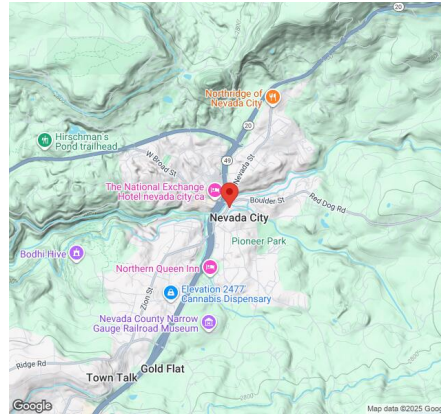 20
Northridge of
Nevada City
Hirschman's
Pond trailhead
20
W Broad St
49
Nevada St
The National Exchange
Hotel nevada city ca
Boulder St
Red Dog Rd
Nevada City
Pioneer Park
Bodhi Hive
Northern Queen Inn
Zion St
Elevation 2477
Cannabis Dispensary
Nevada County Narrow
Gauge Railroad Museum
Ridge Rd
Gold Flat
Town Talk
Google
Map data ©2025 Goo